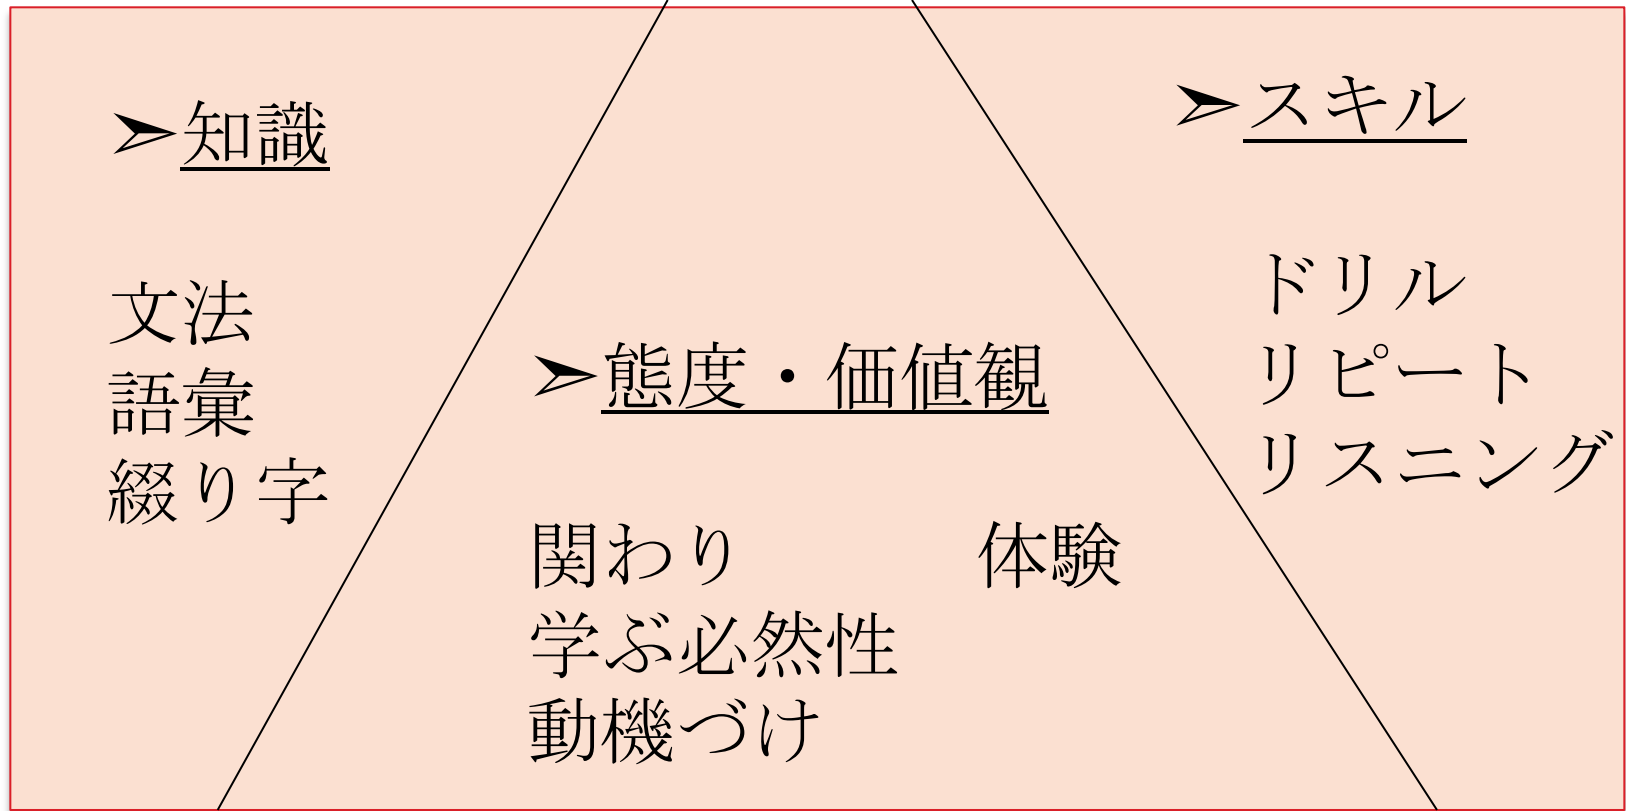 ➢知識
文法
語彙
綴り字
➢態度・価値観
関わり 体験
学ぶ必然性
動機づけ
➢スキル
ドリル
リピート
リスニング